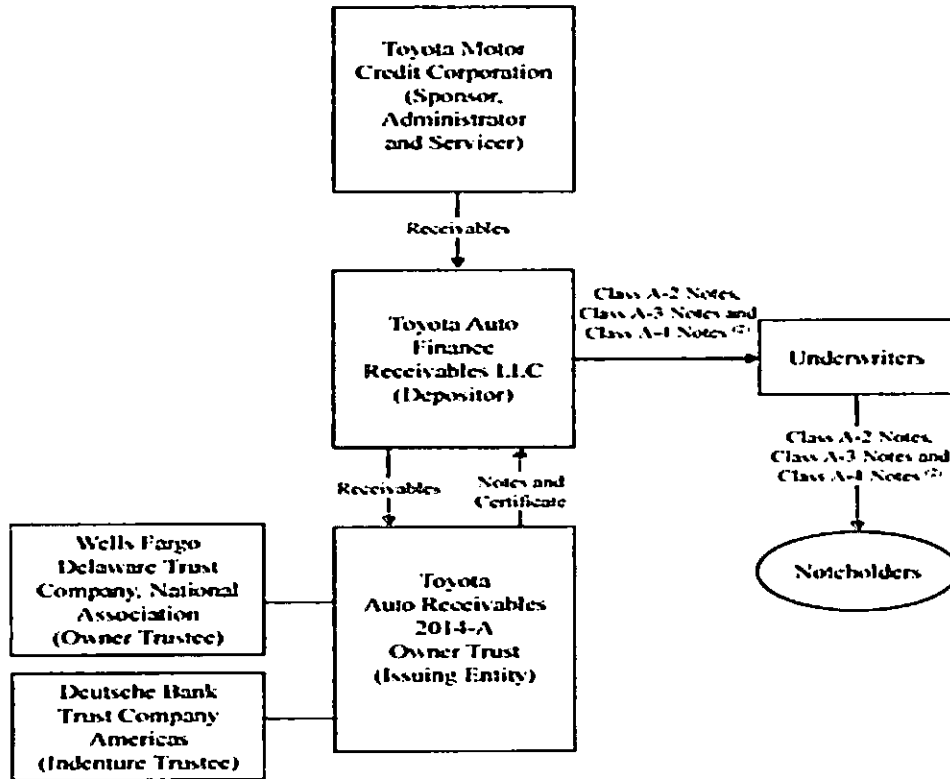 Toyota Motor
Credit Corporation
(Sponsor,
Administrator
and Servicer)
Receivables
Toyota Auto
Finance
Receivables LLC
(Depositor)
Class A-2 Notes,
Class A-3 Notes and
Class A-4 Notes (2)
Underwriters
Class A-2 Notes,
Class A-3 Notes and
Class A-4 Notes (2)
Noteholders
Receivables
Notes and
Certificate
Wells Fargo
Delaware Trust
Company, National
Association
(Owner Trustee)
Toyota
Auto Receivables
2014-A
Owner Trust
(Issuing Entity)
Deutsche Bank
Trust Company
Americas
(Indenture Trustee)